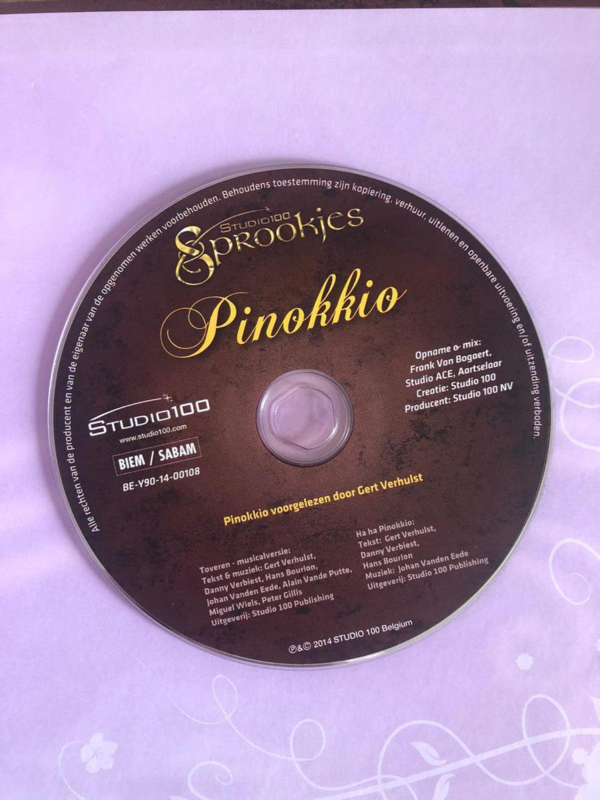 Alle rechten van de producent en van de eigenaar van de opgenomen werken voorbehouden. Behoudens toestemming zijn kopiering, verhuur, uitlenen en openbare uitvoering en/of uitzending verboden.
STUDIO100
Sprookjes
Pinokkio
Opname & mix:
Frank Van Bogaert,
Studio ACE, Aartselaar
Creatie: Studio 100
Producent: Studio 100 NV
STUDIO100
www.studio100.com
BIEM / SABAM
BE-Y90-14-00108
Pinokkio voorgelezen door Gert Verhulst
Toveren - musicalversie:
Tekst & muziek: Gert Verhulst,
Danny Verbiest, Hans Bourlon,
Johan Vanden Eede, Alain Vande Putte,
Miguel Wiels, Peter Gillis
Uitgeverij: Studio 100 Publishing
Ha ha Pinokkio:
Tekst: Gert Verhulst,
Danny Verbiest,
Hans Bourlon
Muziek: Johan Vanden Eede
Uitgeverij: Studio 100 Publishing
℗&© 2014 STUDIO 100 Belgium